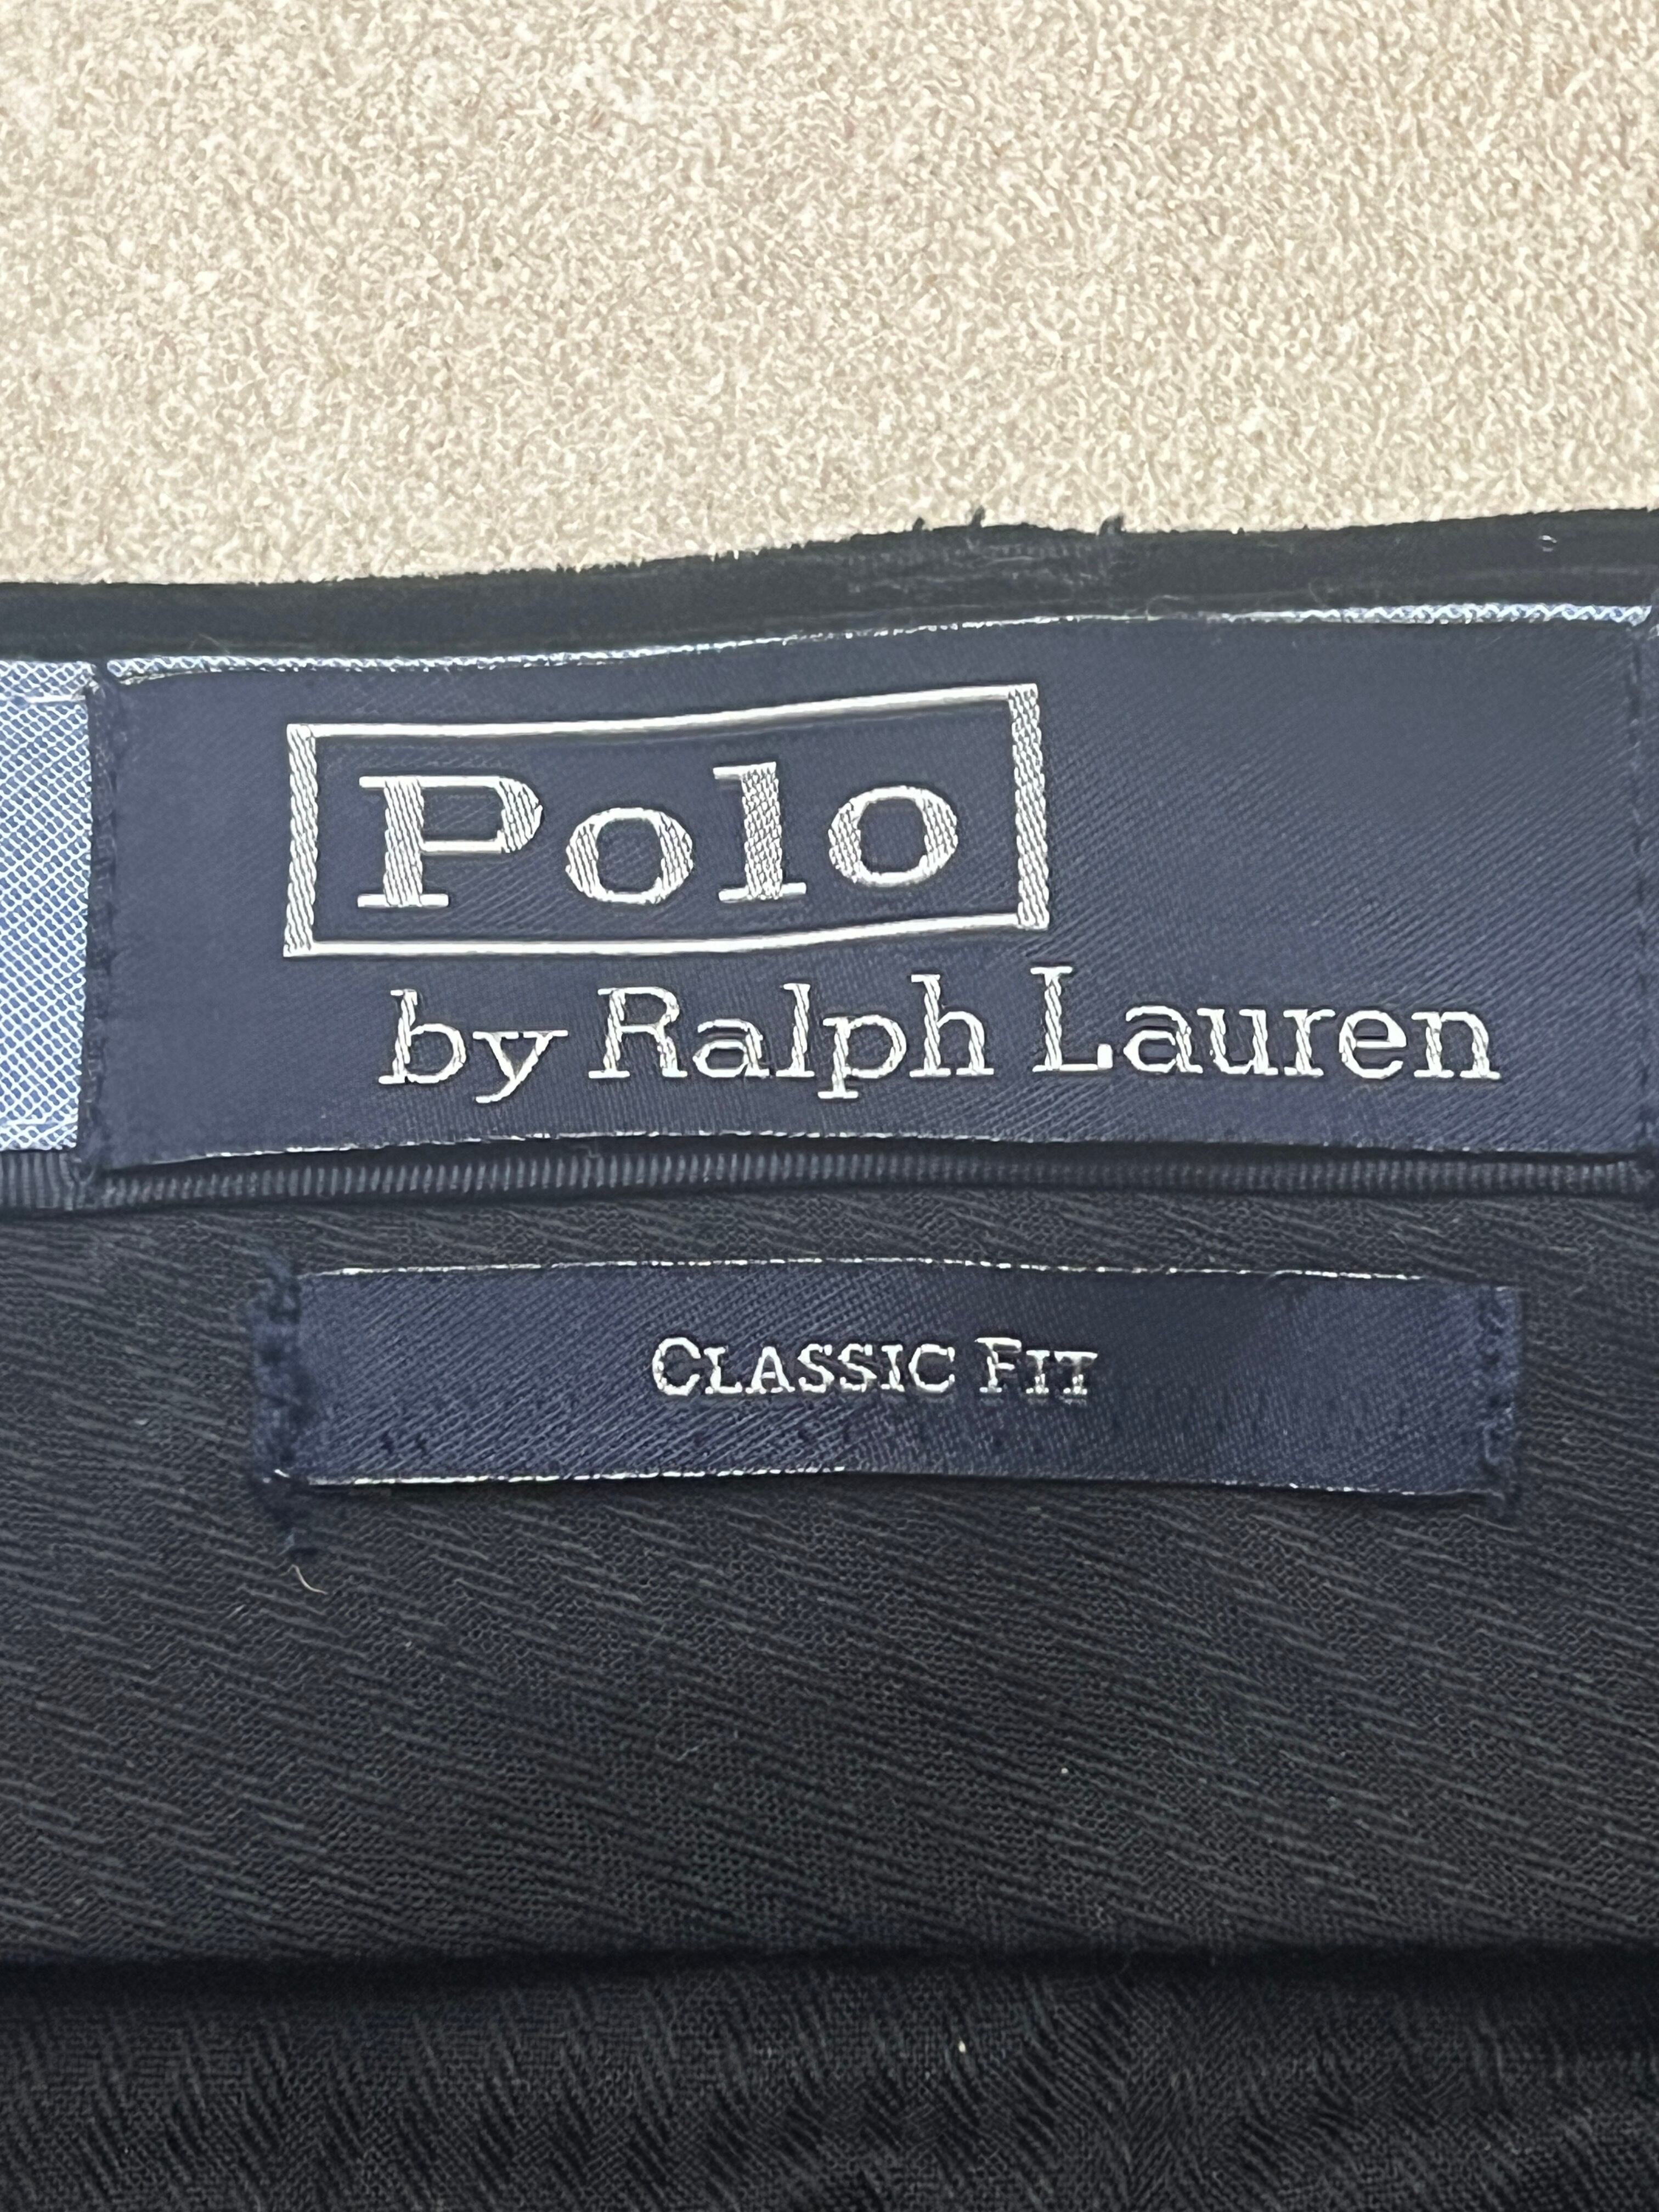 Polo
by Ralph Lauren
CLASSIC FIT